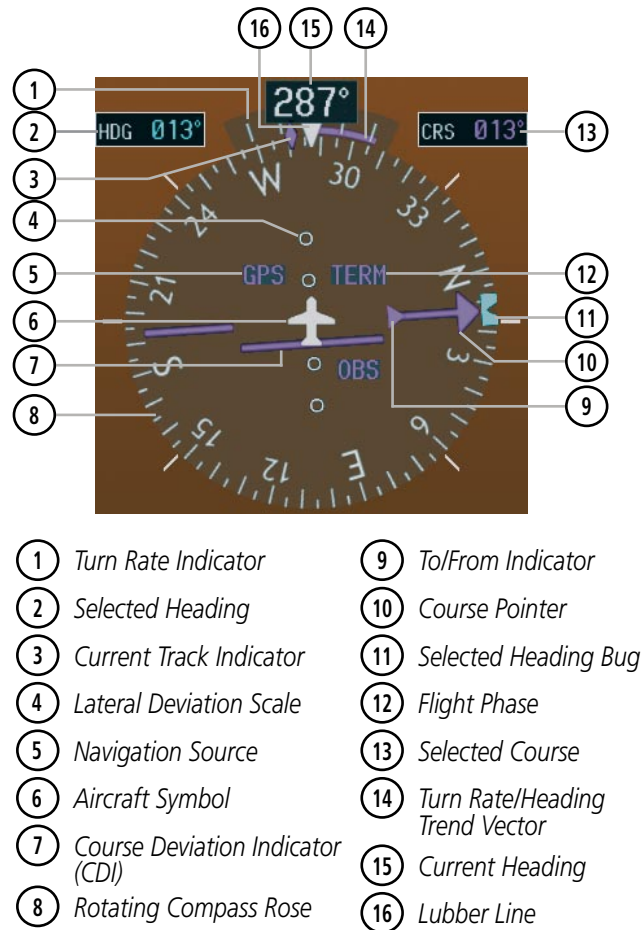 16 15 14
1
287°
2 HDG 013° CRS 013° 13
3
W 30
24 33
4
5 GPS TERM 12
N
21
6 11
7 OBS 10
S 3
8 9
15 6
12 E
1 Turn Rate Indicator
2 Selected Heading
3 Current Track Indicator
4 Lateral Deviation Scale
5 Navigation Source
6 Aircraft Symbol
7 Course Deviation Indicator
(CDI)
8 Rotating Compass Rose
9 To/From Indicator
10 Course Pointer
11 Selected Heading Bug
12 Flight Phase
13 Selected Course
14 Turn Rate/Heading
Trend Vector
15 Current Heading
16 Lubber Line